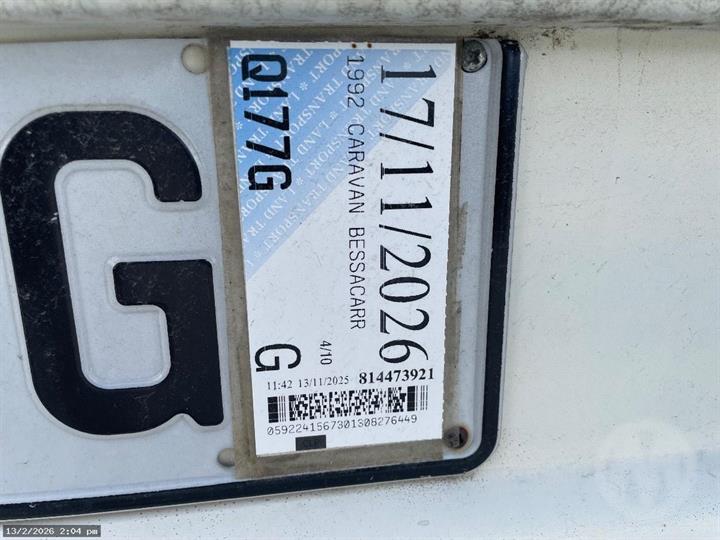 G
17/11/2026
1992 CARAVAN BESSACARR
Q177G
G
4/10
11:42 13/11/2025 814473921
0592241567301308276449
13/2/2026 2:04 pm